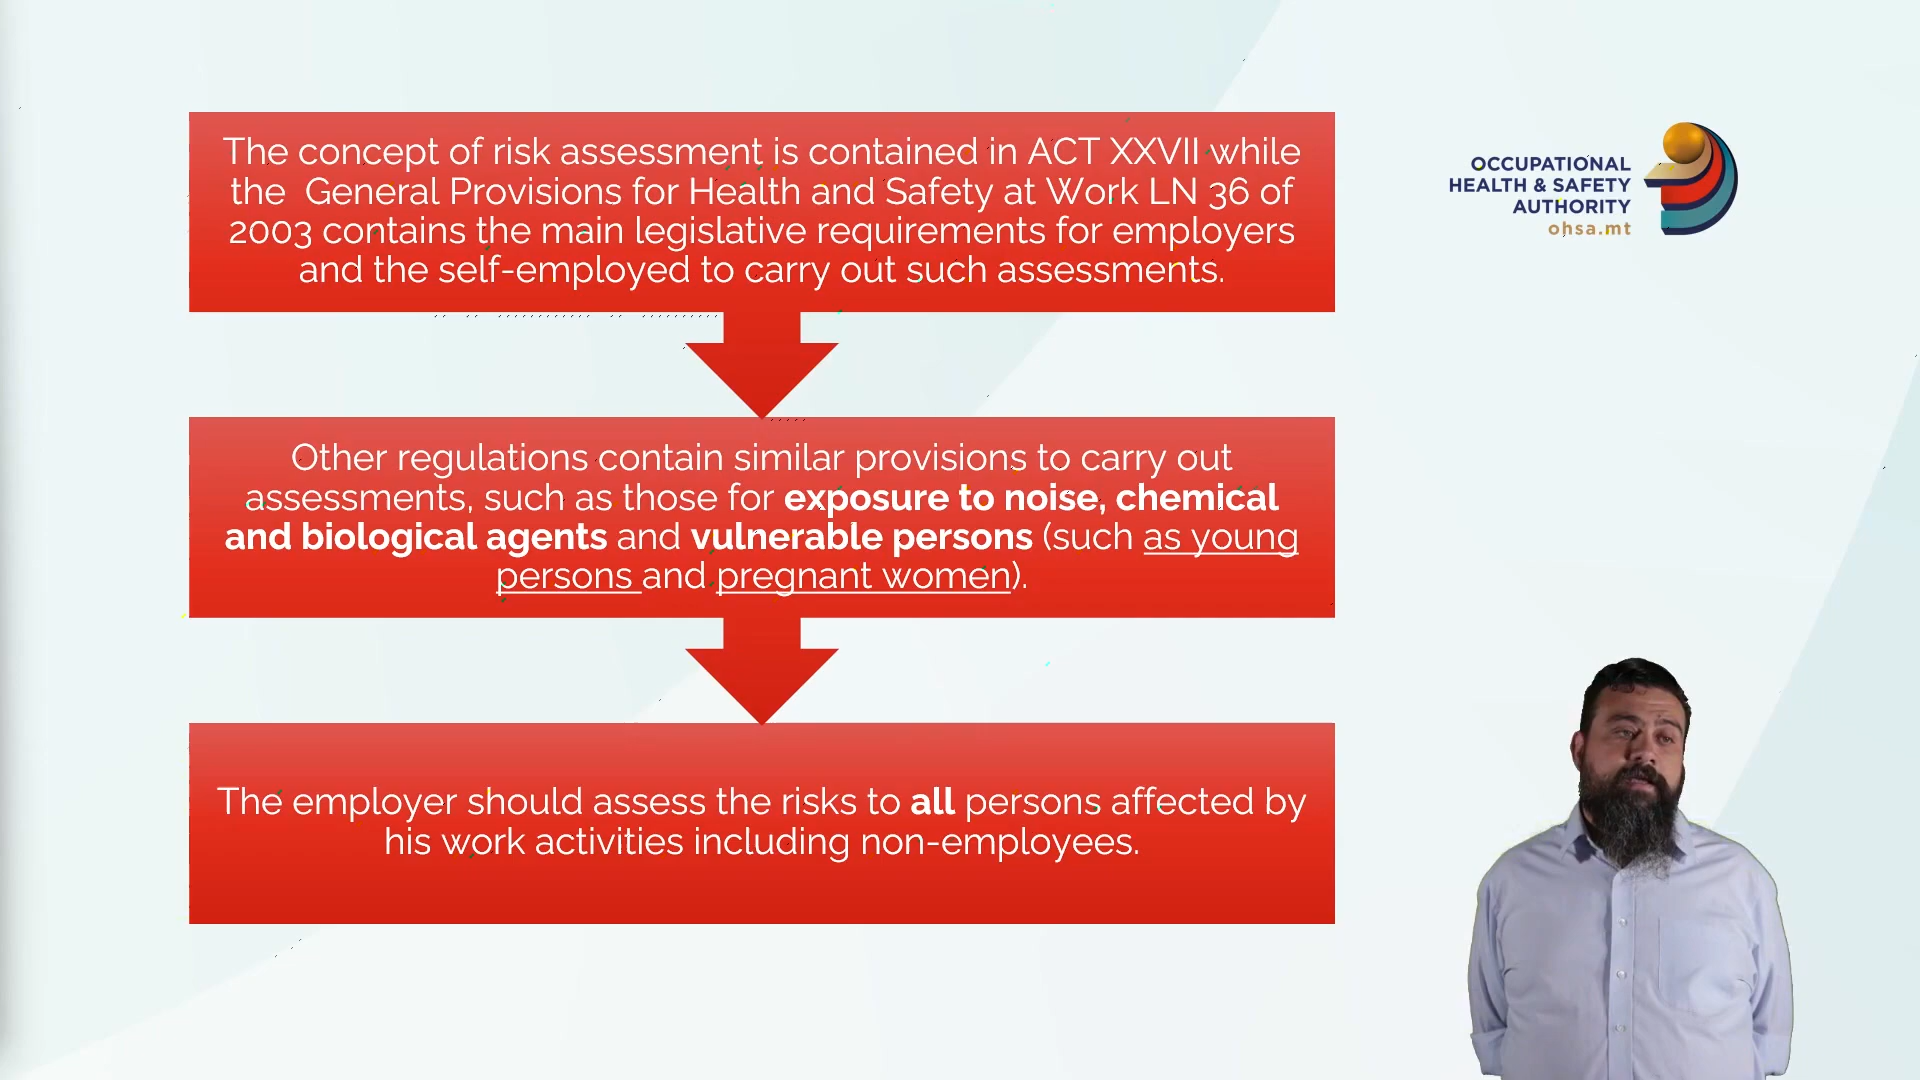 The concept of risk assessment is contained in ACT XXVII while
the  General Provisions for Health and Safety at Work LN 36 of
2003 contains the main legislative requirements for employers
and the self-employed to carry out such assessments.
OCCUPATIONAL
HEALTH & SAFETY
AUTHORITY
ohsa.mt
Other regulations contain similar provisions to carry out
assessments, such as those for exposure to noise, chemical
and biological agents and vulnerable persons (such as young
persons and pregnant women).
The employer should assess the risks to all persons affected by
his work activities including non-employees.